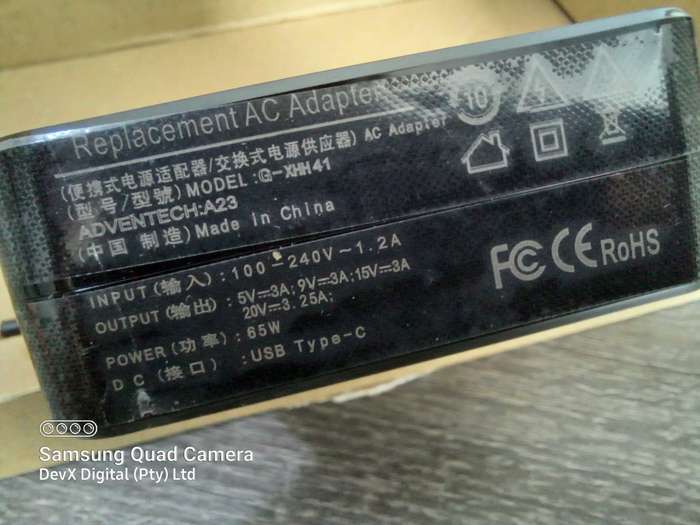 Replacement AC Adapter
10
(便携式电源适配器/交换式电源供应器) AC Adapter
(型号/型號) MODEL:G-XHH41
ADVENTECH:A23
(中国 制造) Made in China
INPUT (输入) : 100-240V~1.2A
OUTPUT (输出) : 5V⎓3A; 9V⎓3A; 15V⎓3A
20V⎓3.25A;
POWER (功率) : 65W
DC (接口) : USB Type-C
FC CE RoHS
Samsung Quad Camera
DevX Digital (Pty) Ltd